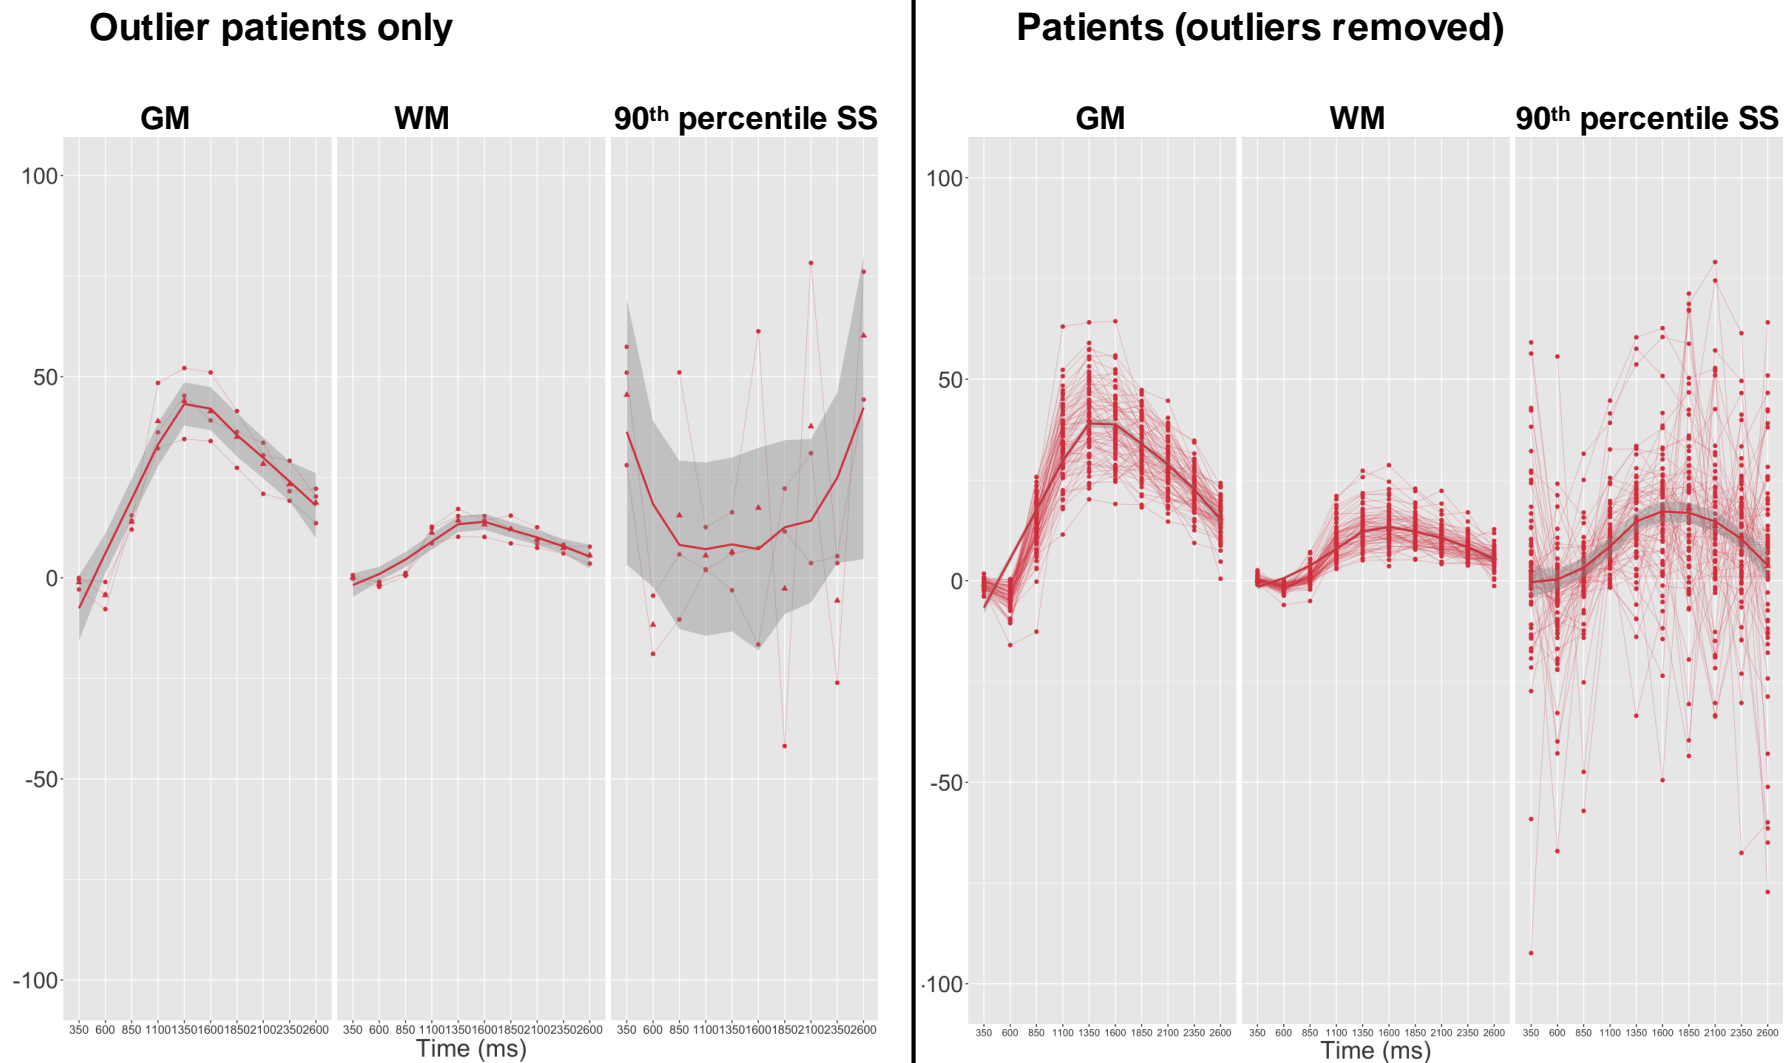 Outlier patients only
GM WM 90th percentile SS
100
50
0
-50
-100
350 600 850 1100 1350 1600 1850 2100 2350 2600 350 600 850 1100 1350 1600 1850 2100 2350 2600 350 600 850 1100 1350 1600 1850 2100 2350 2600
Time (ms)
Patients (outliers removed)
GM WM 90th percentile SS
100
50
0
-50
-100
350 600 850 1100 1350 1600 1850 2100 2350 2600 350 600 850 1100 1350 1600 1850 2100 2350 2600 350 600 850 1100 1350 1600 1850 2100 2350 2600
Time (ms)